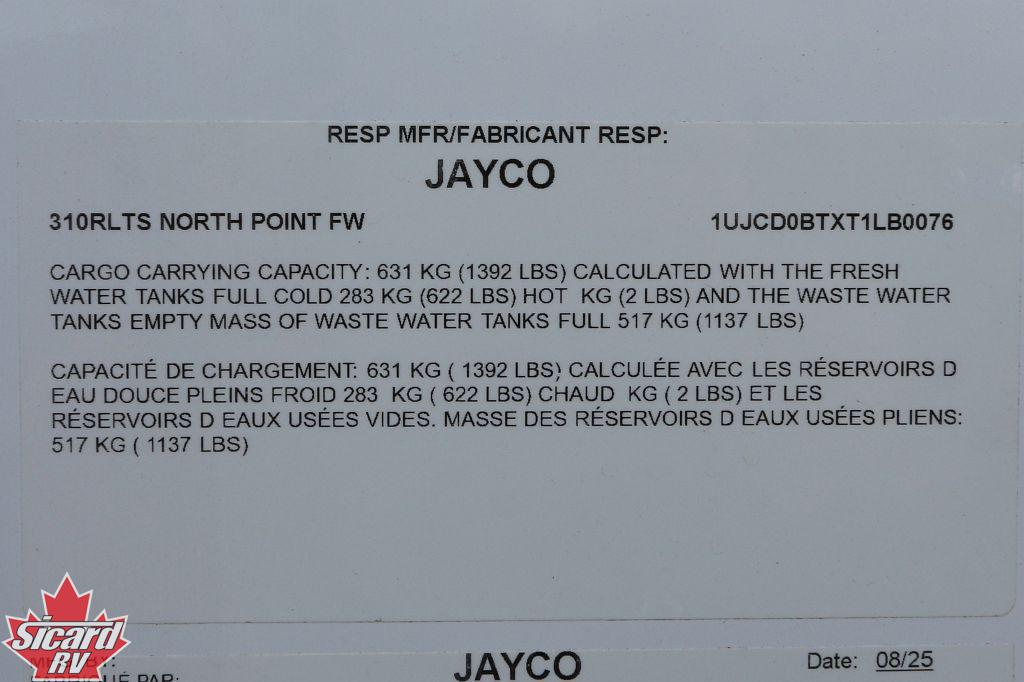 RESP MFR/FABRICANT RESP:
JAYCO
310RLTS NORTH POINT FW 1UJCD0BTXT1LB0076
CARGO CARRYING CAPACITY: 631 KG (1392 LBS) CALCULATED WITH THE FRESH
WATER TANKS FULL COLD 283 KG (622 LBS) HOT KG (2 LBS) AND THE WASTE WATER
TANKS EMPTY MASS OF WASTE WATER TANKS FULL 517 KG (1137 LBS)
CAPACITÉ DE CHARGEMENT: 631 KG ( 1392 LBS) CALCULÉE AVEC LES RÉSERVOIRS D
EAU DOUCE PLEINS FROID 283 KG ( 622 LBS) CHAUD KG ( 2 LBS) ET LES
RÉSERVOIRS D EAUX USÉES VIDES. MASSE DES RÉSERVOIRS D EAUX USÉES PLIENS:
517 KG ( 1137 LBS)
Sicard
RV
JAYCO Date: 08/25
PAR: